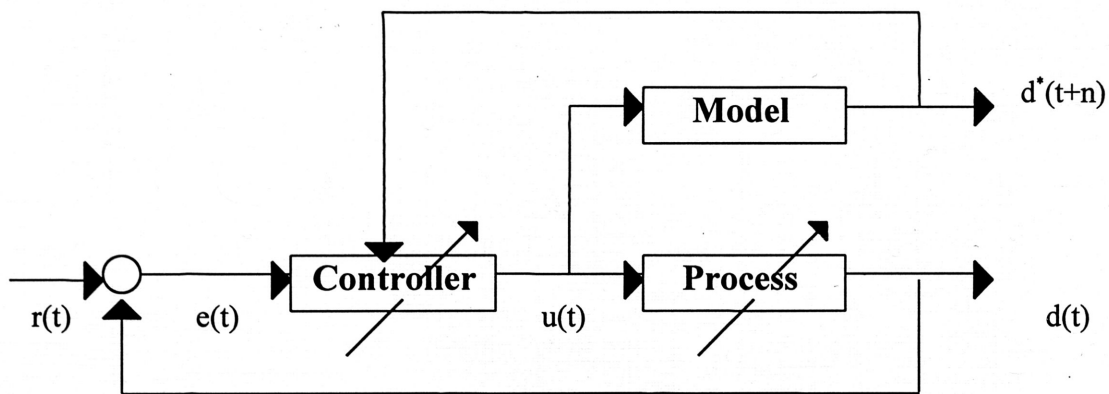 d*(t+n)
Model
Controller
Process
r(t)
e(t)
u(t)
d(t)